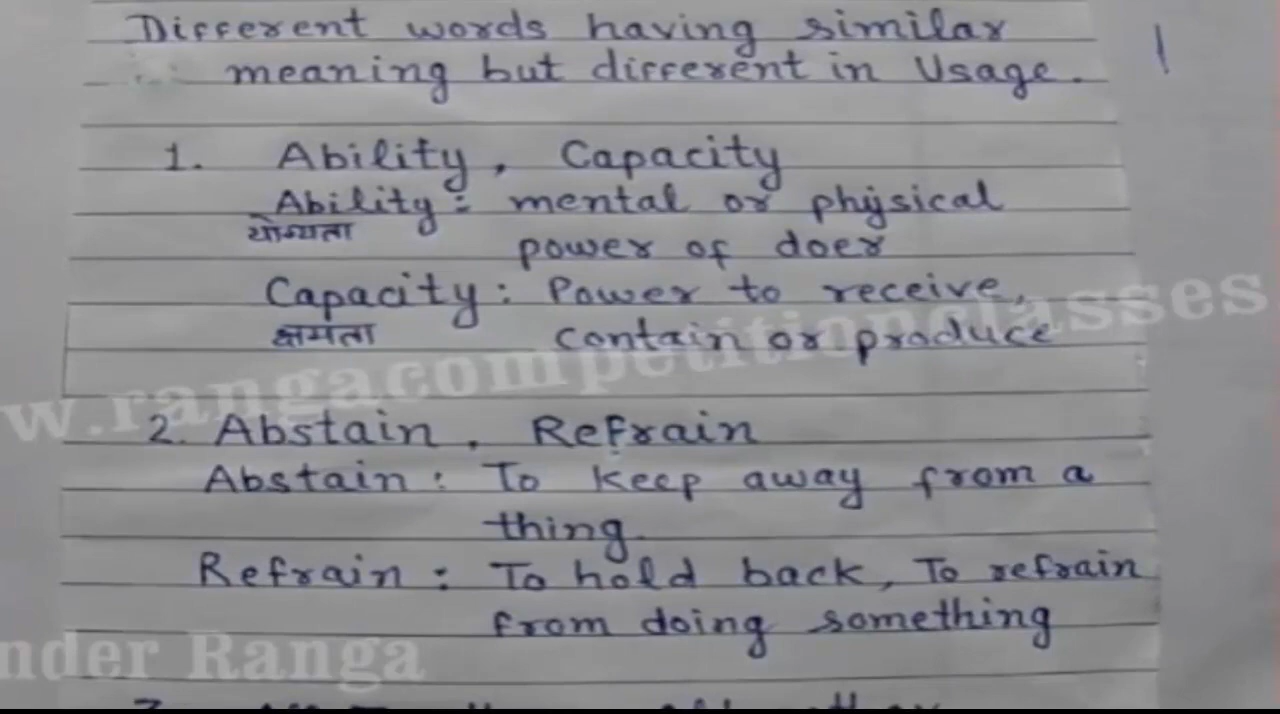 Different words having similar
meaning but different in Usage.
1. Ability, Capacity
Ability: mental or physical
योग्यता
power of doer
Capacity: Power to receive,
क्षमता
contain or produce
w.rangacompetitionclasses
2. Abstain, Refrain
Abstain: To keep away from a
thing.
Refrain: To hold back, To refrain
from doing something
nder Ranga